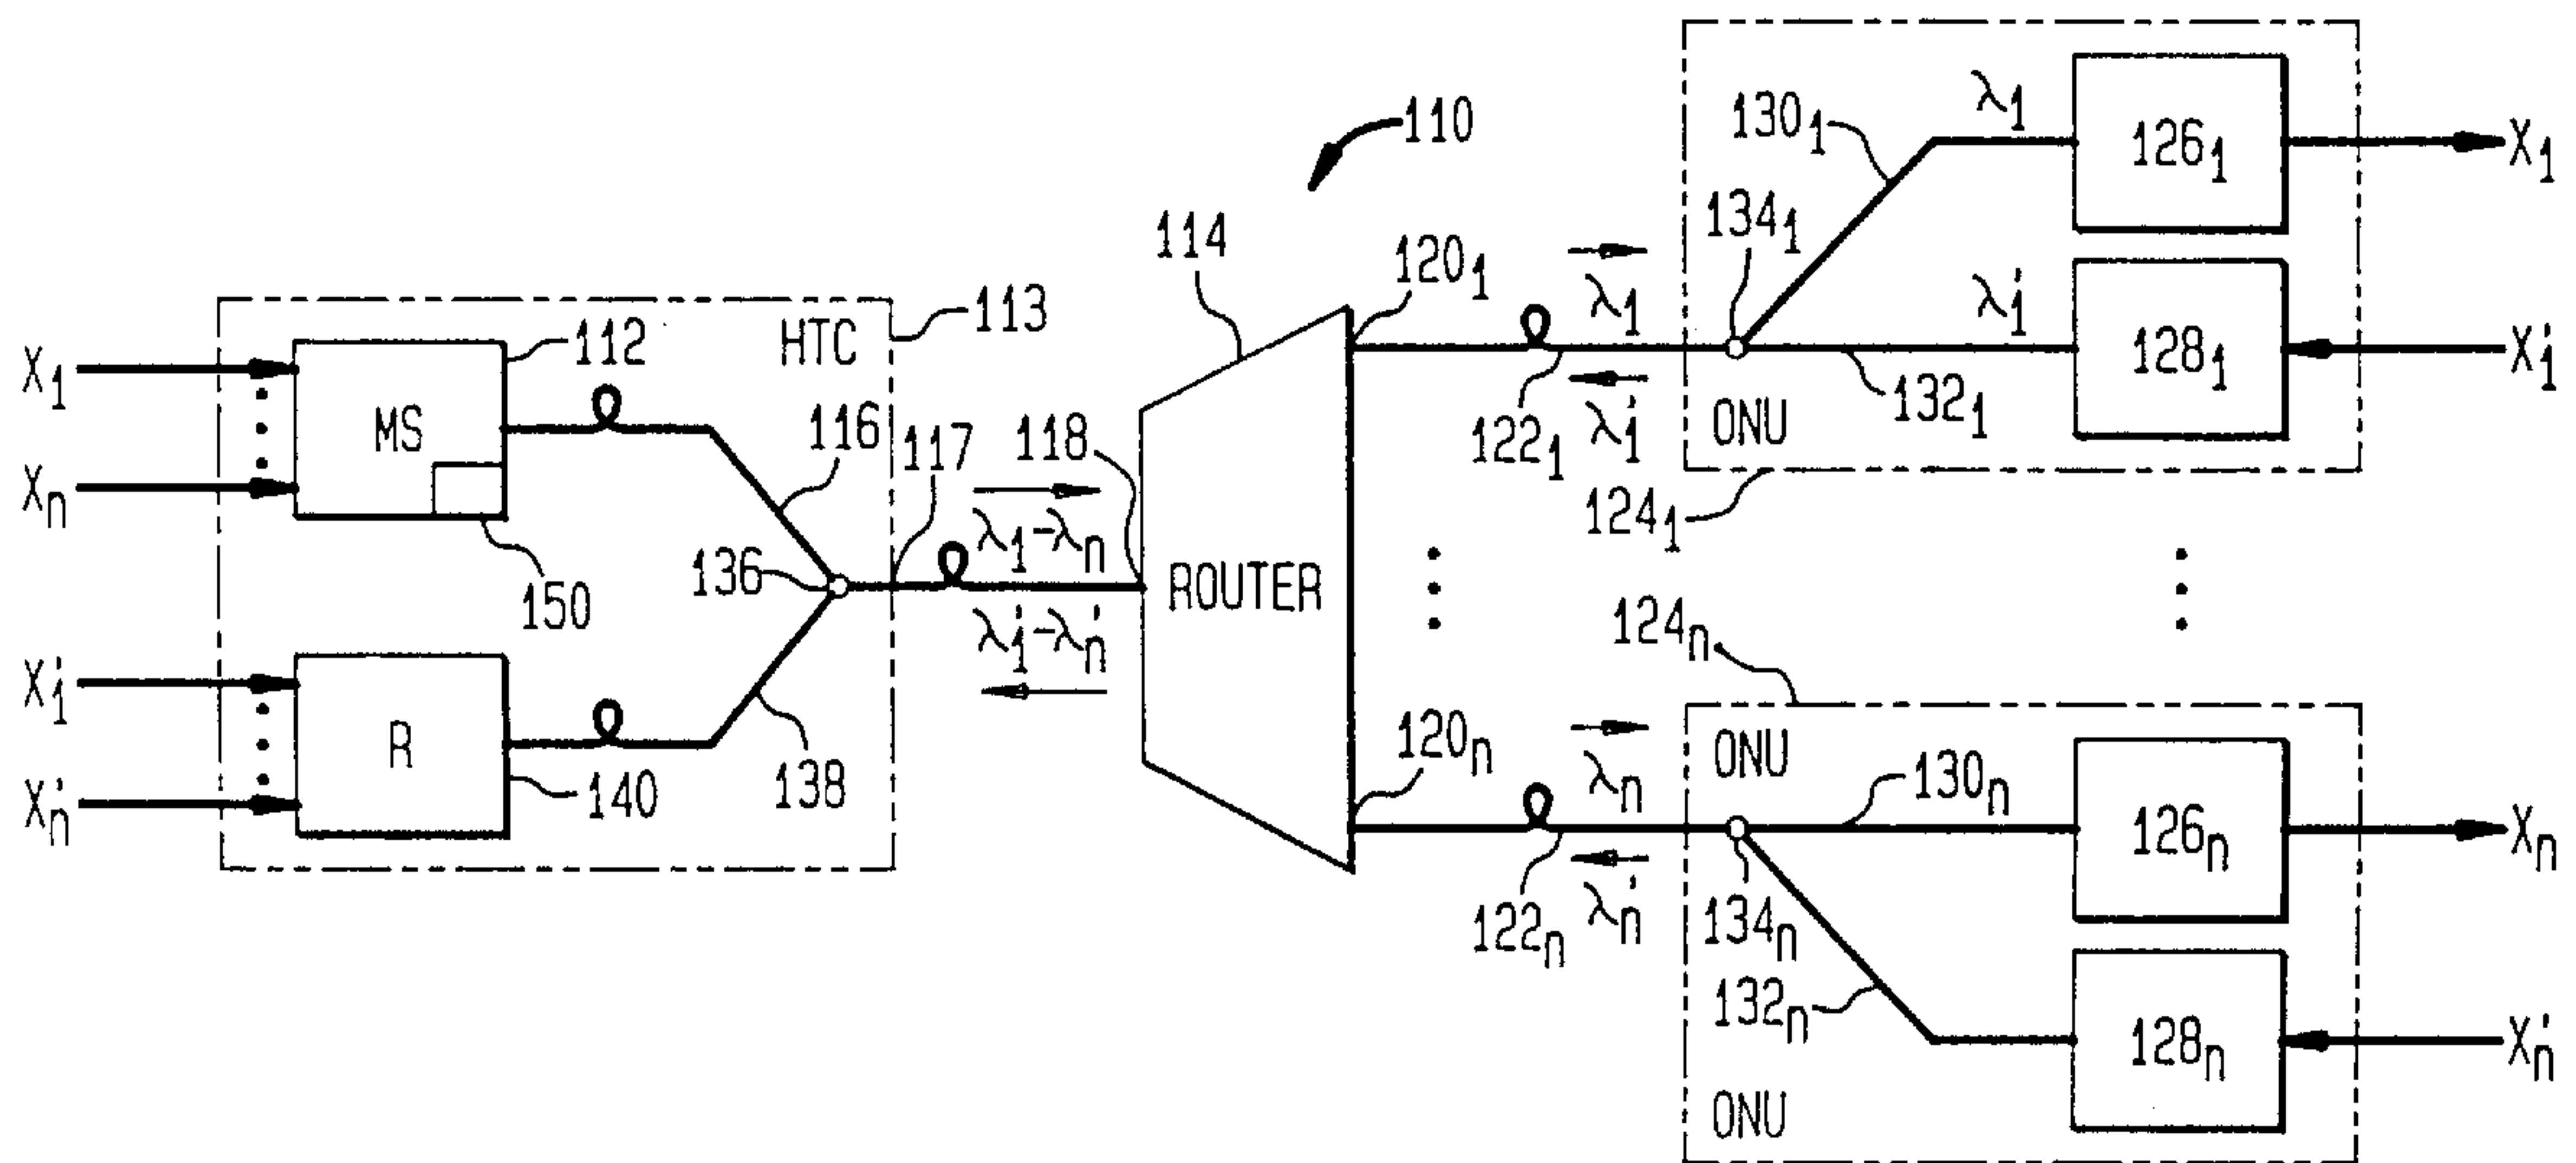 110
X₁
Xₙ
X'₁
X'ₙ
MS
112
HTC
113
150
R
140
116
136
138
117
λ₁-λₙ
λ'₁-λ'ₙ
118
114
ROUTER
120₁
λ₁
λ'₁
122₁
120ₙ
λₙ
λ'ₙ
122ₙ
130₁
λ₁
126₁
X₁
134₁
λ'₁
128₁
X'₁
132₁
ONU
124₁
124ₙ
ONU
130ₙ
126ₙ
Xₙ
134ₙ
132ₙ
128ₙ
X'ₙ
ONU